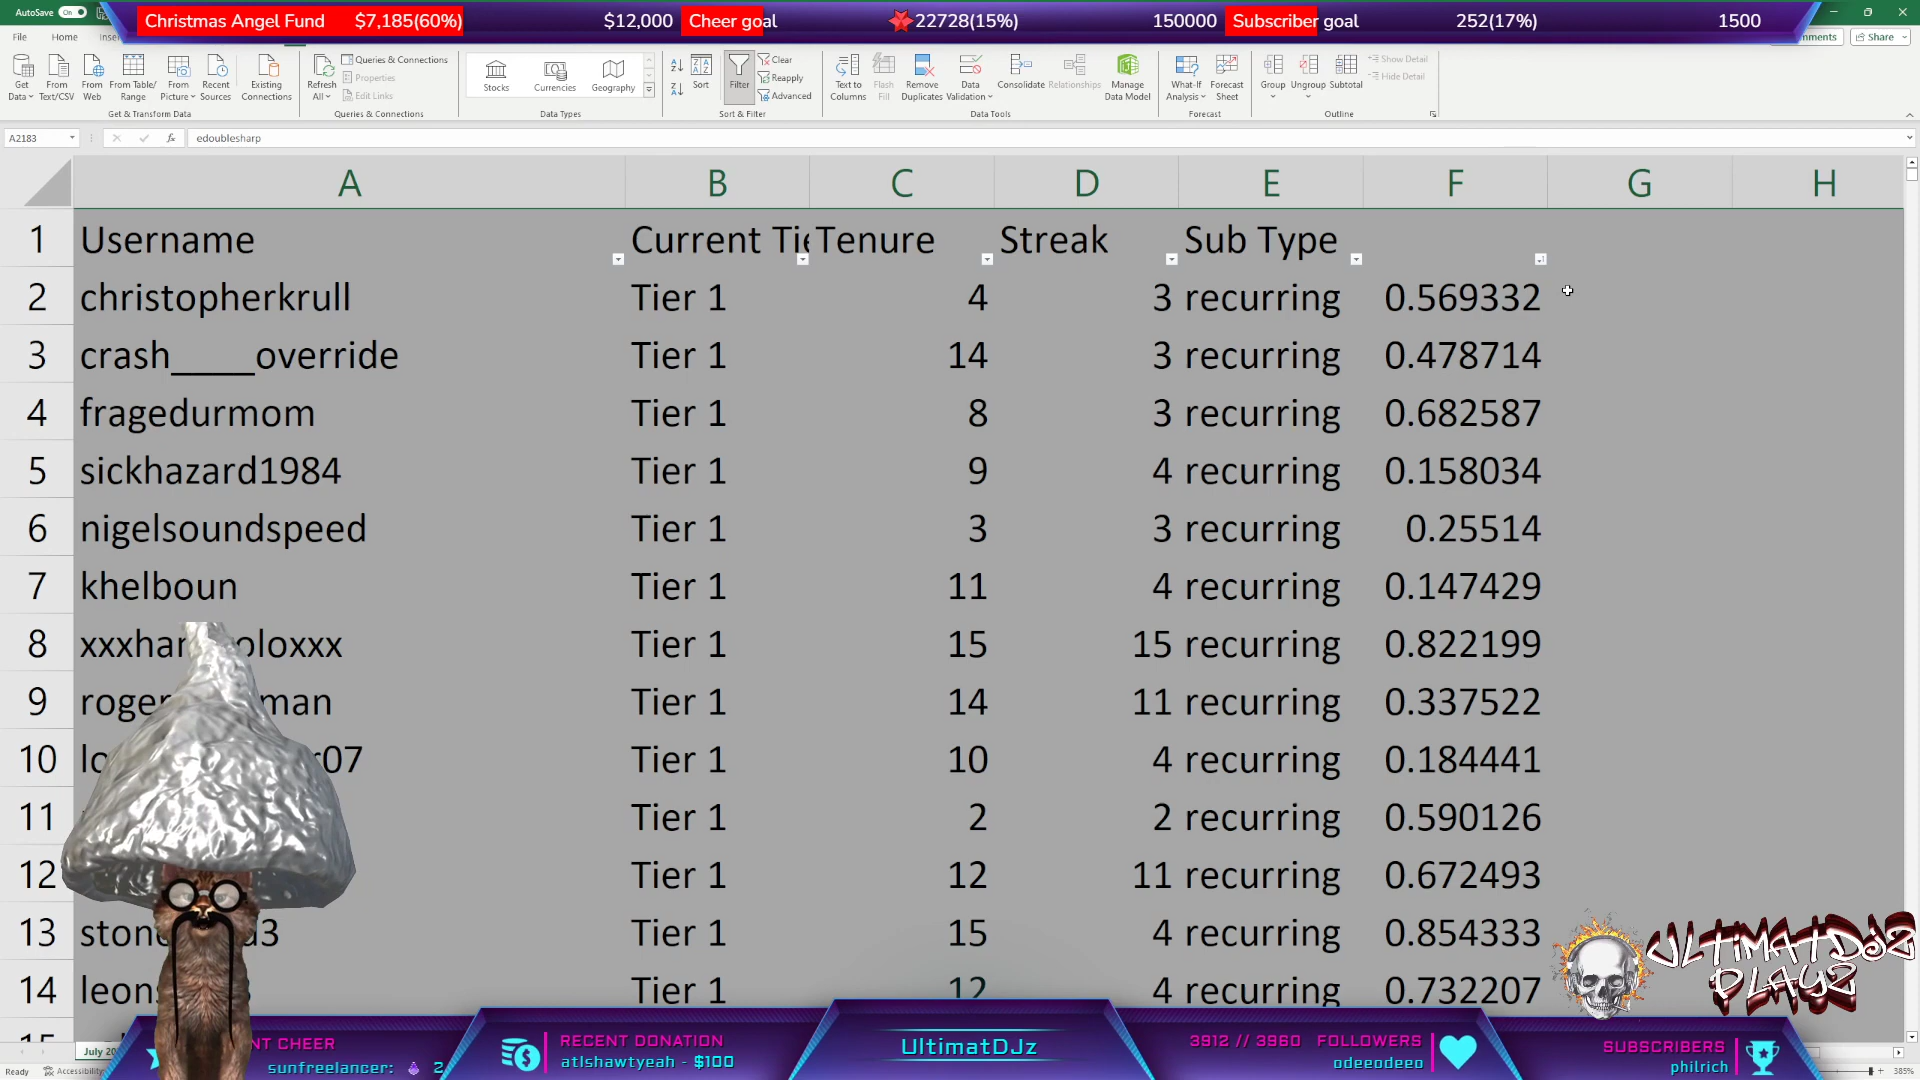 AutoSave On
Christmas Angel Fund $7,185(60%) $12,000 Cheer goal 22728(15%) 150000 Subscriber goal 252(17%) 1500
File Home Share
Get Data From Text/CSV From Web From Table/ Range From Picture Recent Sources Existing Connections
Get & Transform Data
Refresh All Queries & Connections Properties Edit Links
Queries & Connections
Stocks Currencies Geography
Data Types
Sort Filter Clear Reapply Advanced
Sort & Filter
Text to Columns Flash Fill Remove Duplicates Data Validation Consolidate Relationships Manage Data Model
Data Tools
What-If Analysis Forecast Sheet
Forecast
Group Ungroup Subtotal Show Detail Hide Detail
Outline
A2183 fx edoublesharp
A B C D E F G H
1 Username Current Tie Tenure Streak Sub Type
2 christopherkrull Tier 1 4 3 recurring 0.569332
3 crash_____override Tier 1 14 3 recurring 0.478714
4 fragedurmom Tier 1 8 3 recurring 0.682587
5 sickhazard1984 Tier 1 9 4 recurring 0.158034
6 nigelsoundspeed Tier 1 3 3 recurring 0.25514
7 khelboun Tier 1 11 4 recurring 0.147429
8 Tier 1 15 15 recurring 0.822199
9 Tier 1 14 11 recurring 0.337522
10 Tier 1 10 4 recurring 0.184441
11 Tier 1 2 2 recurring 0.590126
12 Tier 1 12 11 recurring 0.672493
13 Tier 1 15 4 recurring 0.854333
14 Tier 1 12 4 recurring 0.732207
ULTIMATDJZ
PLAYZ
CHEER
sunfreelancer: 2
RECENT DONATION
atlshawtyeah - $100
UltimatDJz
3912 // 3960 FOLLOWERS
odeeodeeo
SUBSCRIBERS
philrich
Ready 385%